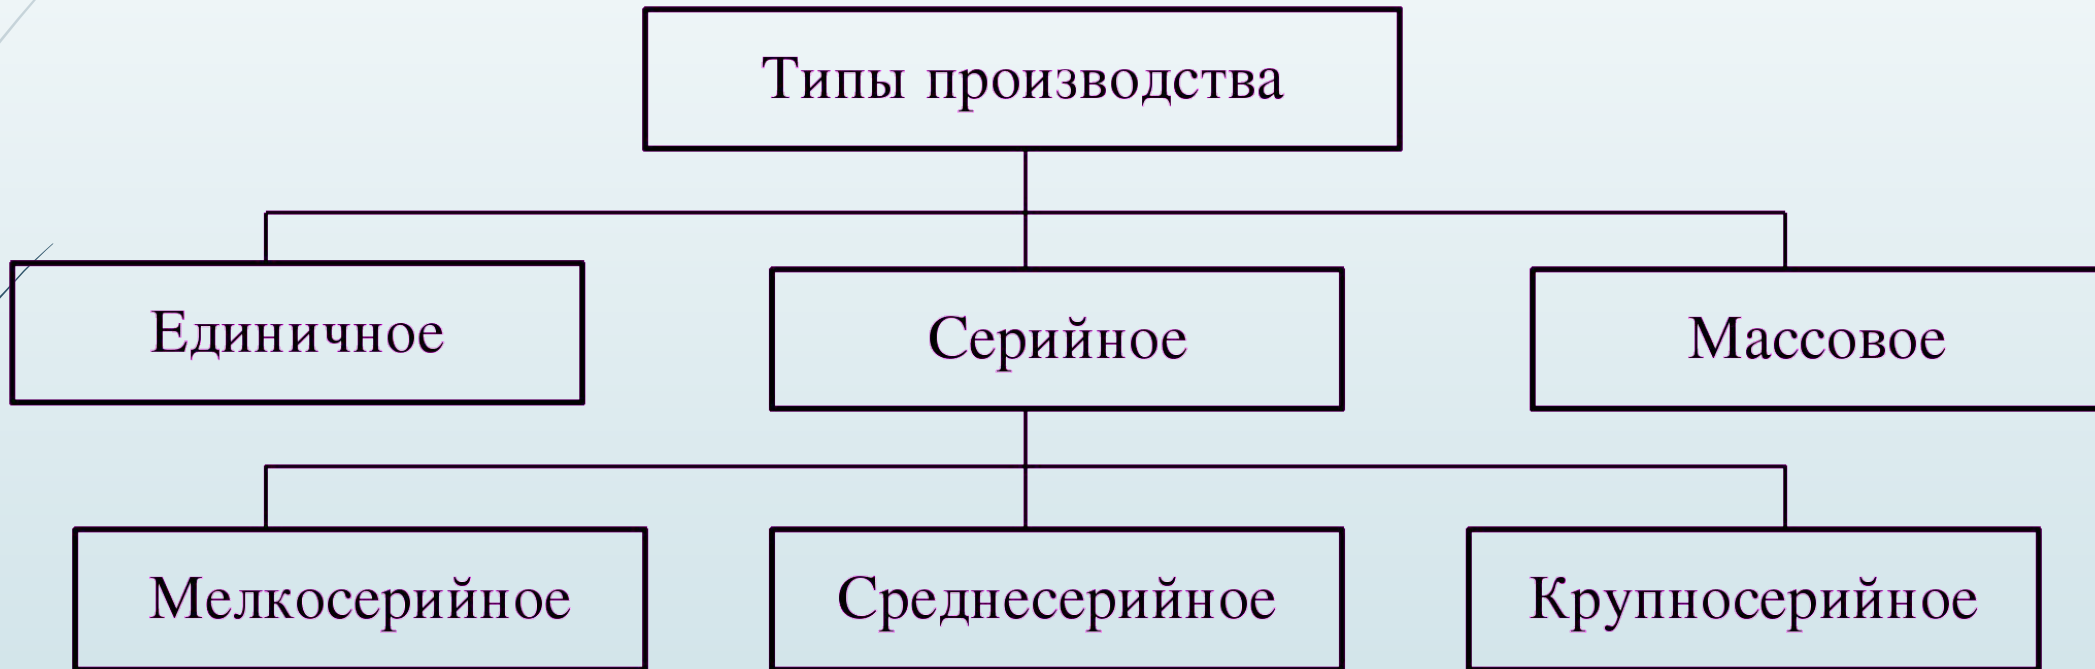 Типы производства
Единичное
Серийное
Массовое
Мелкосерийное
Среднесерийное
Крупносерийное